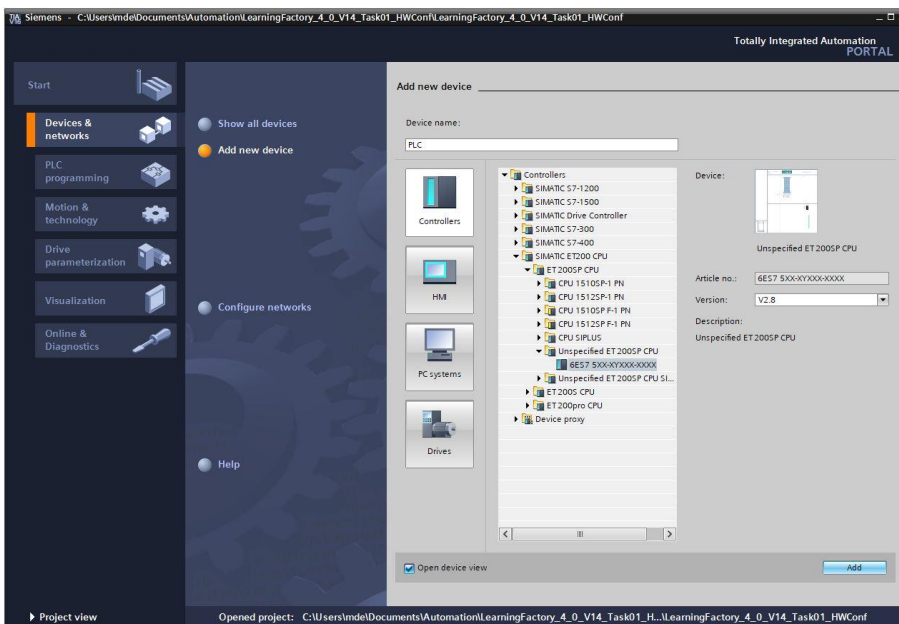 Siemens - C:\Users\mde\Documents\Automation\LearningFactory_4_0_V14_Task01_HWConf\LearningFactory_4_0_V14_Task01_HWConf
Totally Integrated Automation
PORTAL
Start
Devices &
networks
PLC
programming
Motion &
technology
Drive
parameterization
Visualization
Online &
Diagnostics
Show all devices
Add new device
Configure networks
Help
Add new device
Device name:
PLC
Controllers
HMI
PC systems
Drives
Controllers
SIMATIC S7-1200
SIMATIC S7-1500
SIMATIC Drive Controller
SIMATIC S7-300
SIMATIC S7-400
SIMATIC ET200 CPU
ET 200SP CPU
CPU 1510SP-1 PN
CPU 1512SP-1 PN
CPU 1510SP F-1 PN
CPU 1512SP F-1 PN
CPU SIPLUS
Unspecified ET 200SP CPU
6ES7 5XX-XYXXX-XXXX
Unspecified ET 200SP CPU SI...
ET 200S CPU
ET 200pro CPU
Device proxy
Device:
Unspecified ET 200SP CPU
Article no.: 6ES7 5XX-XYXXX-XXXX
Version: V2.8
Description:
Unspecified ET 200SP CPU
Open device view
Add
Project view
Opened project: C:\Users\mde\Documents\Automation\LearningFactory_4_0_V14_Task01_H...\LearningFactory_4_0_V14_Task01_HWConf